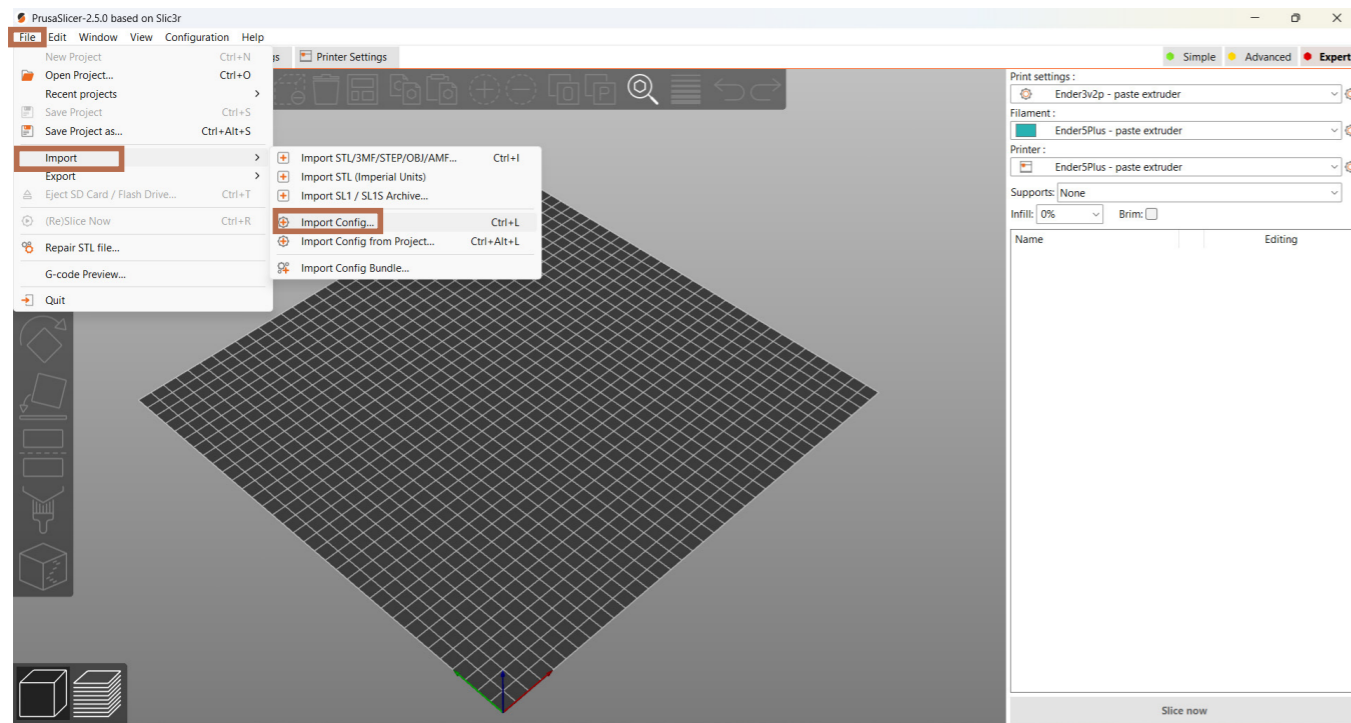 PrusaSlicer-2.5.0 based on Slic3r
File Edit Window View Configuration Help
Printer Settings
Simple Advanced Expert
New Project Ctrl+N
Open Project... Ctrl+O
Recent projects >
Save Project Ctrl+S
Save Project as... Ctrl+Alt+S
Import >
Export >
Eject SD Card / Flash Drive... Ctrl+T
(Re)Slice Now Ctrl+R
Repair STL file...
G-code Preview...
Quit
Import STL/3MF/STEP/OBJ/AMF... Ctrl+I
Import STL (Imperial Units)
Import SL1 / SL1S Archive...
Import Config... Ctrl+L
Import Config from Project... Ctrl+Alt+L
Import Config Bundle...
Print settings :
Ender3v2p - paste extruder
Filament :
Ender5Plus - paste extruder
Printer :
Ender5Plus - paste extruder
Supports: None
Infill: 0% Brim:
Name Editing
Slice now